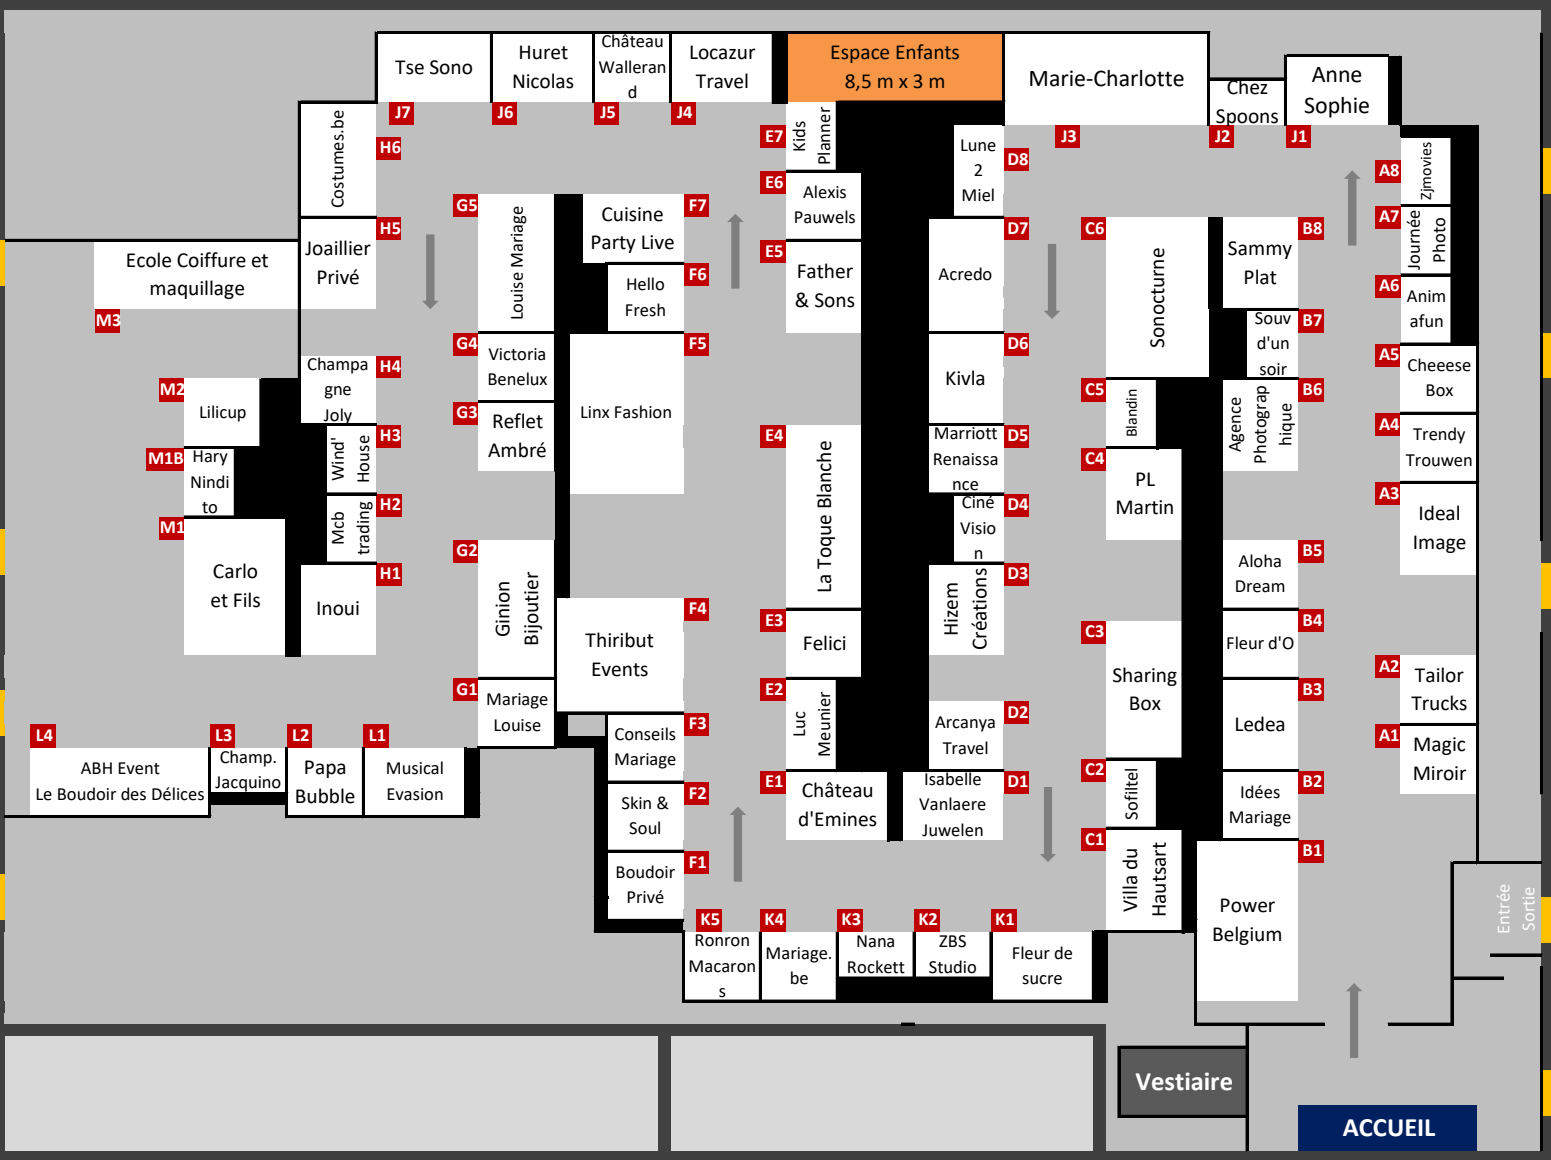 Tse Sono
J7
Huret
Nicolas
J6
Château
Walleran
d
J5
Locazur
Travel
J4
Espace Enfants
8,5 m x 3 m
Marie-Charlotte
J3
Chez
Spoons
J2
Anne
Sophie
J1
Costumes.be
H6
Joaillier
Privé
H5
Ecole Coiffure et
maquillage
M3
Champa
gne
Joly
H4
Wind'
House
H3
Mcb
trading
H2
Inoui
H1
M2
Lilicup
M1B
Hary
Nindi
to
M1
Carlo
et Fils
L4
ABH Event
Le Boudoir des Délices
L3
Champ.
Jacquino
L2
Papa
Bubble
L1
Musical
Evasion
G5
Louise Mariage
G4
Victoria
Benelux
G3
Reflet
Ambré
G2
Ginion
Bijoutier
G1
Mariage
Louise
Cuisine
Party Live
F7
Hello
Fresh
F6
Linx Fashion
F5
Thiribut
Events
F4
Conseils
Mariage
F3
Skin &
Soul
F2
Boudoir
Privé
F1
E7
Kids
Planner
E6
Alexis
Pauwels
E5
Father
& Sons
E4
La Toque Blanche
E3
Felici
E2
Luc
Meunier
E1
Château
d'Emines
Lune
2
Miel
D8
Acredo
D7
Kivla
D6
Marriott
Renaissa
nce
D5
Ciné
Visio
n
D4
Hizem
Créations
D3
Arcanya
Travel
D2
Isabelle
Vanlaere
Juwelen
D1
C6
Sonocturne
C5
Blandin
C4
PL
Martin
C3
Sharing
Box
C2
Sofiltel
C1
Villa du
Hautsart
Sammy
Plat
B8
Souv
d'un
soir
B7
Agence
Photograp
hique
B6
Aloha
Dream
B5
Fleur d'O
B4
Ledea
B3
Idées
Mariage
B2
Power
Belgium
B1
A8
Zjmovies
A7
Journée
Photo
A6
Anim
afun
A5
Cheeese
Box
A4
Trendy
Trouwen
A3
Ideal
Image
A2
Tailor
Trucks
A1
Magic
Miroir
K5
Ronron
Macaron
s
K4
Mariage.
be
K3
Nana
Rockett
K2
ZBS
Studio
K1
Fleur de
sucre
Entrée
Sortie
Vestiaire
ACCUEIL